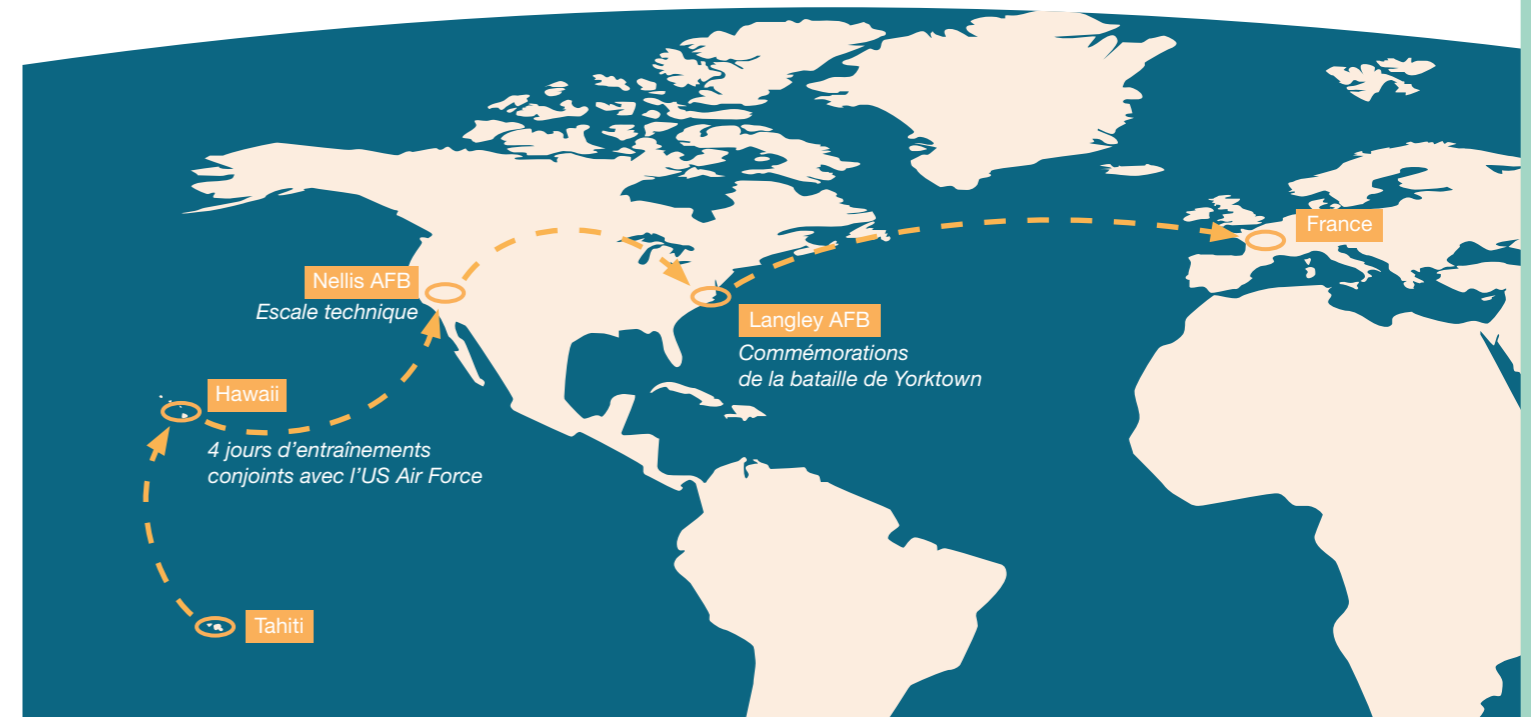 Nellis AFB
Escale technique
Hawaii
4 jours d’entraînements
conjoints avec l’US Air Force
Tahiti
Langley AFB
Commémorations
de la bataille de Yorktown
France